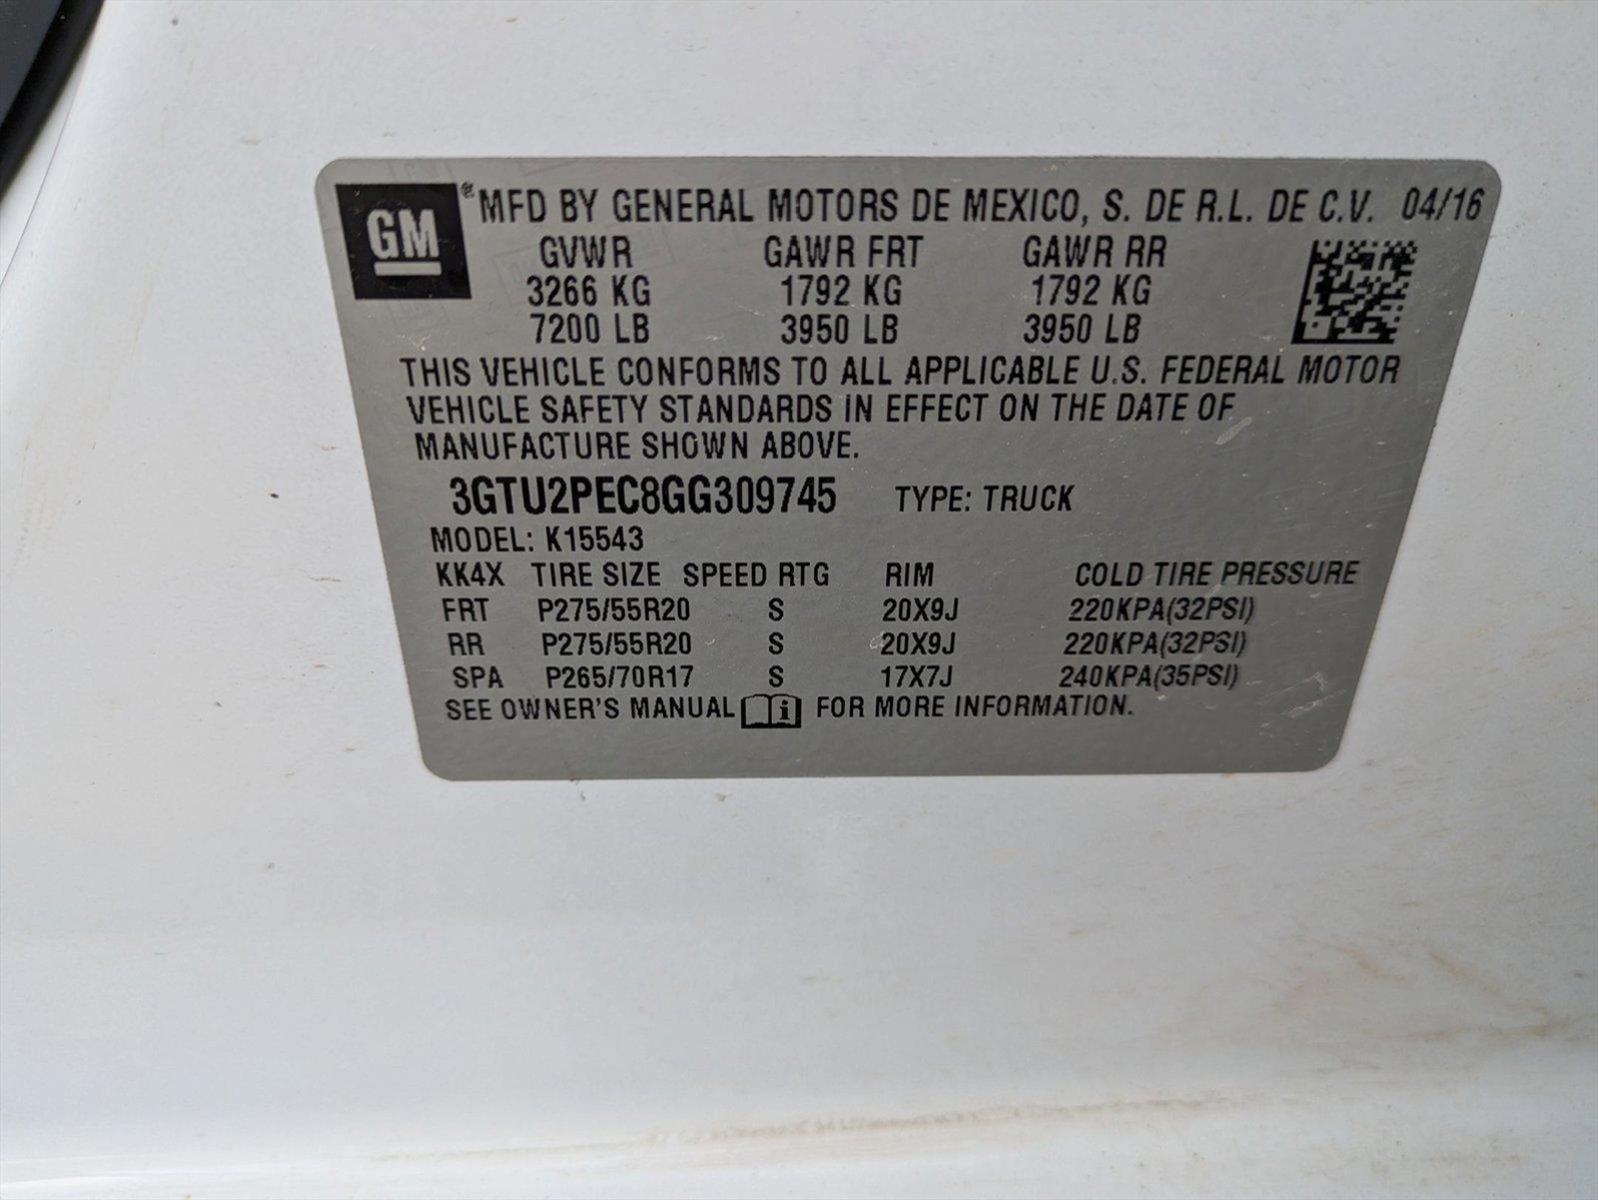 GM ® MFD BY GENERAL MOTORS DE MEXICO, S. DE R.L. DE C.V. 04/16
GVWR GAWR FRT GAWR RR
3266 KG 1792 KG 1792 KG
7200 LB 3950 LB 3950 LB
THIS VEHICLE CONFORMS TO ALL APPLICABLE U.S. FEDERAL MOTOR
VEHICLE SAFETY STANDARDS IN EFFECT ON THE DATE OF
MANUFACTURE SHOWN ABOVE.
3GTU2PEC8GG309745 TYPE: TRUCK
MODEL: K15543
KK4X TIRE SIZE SPEED RTG RIM COLD TIRE PRESSURE
FRT P275/55R20 S 20X9J 220KPA(32PSI)
RR P275/55R20 S 20X9J 220KPA(32PSI)
SPA P265/70R17 S 17X7J 240KPA(35PSI)
SEE OWNER'S MANUAL i FOR MORE INFORMATION.